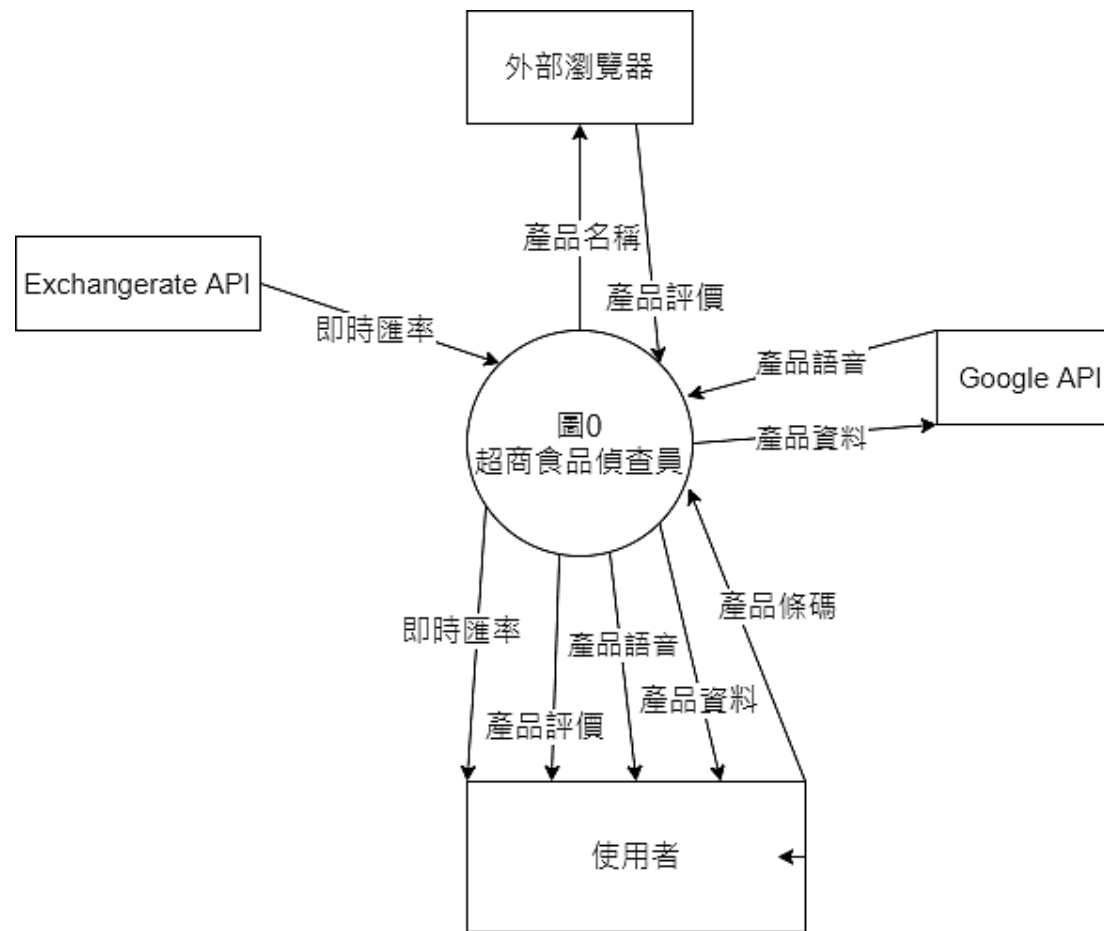 外部瀏覽器
產品名稱
Exchangerate API
產品評價
即時匯率
產品語音
Google API
圖0
超商食品偵查員
產品資料
產品條碼
即時匯率
產品語音
產品資料
產品評價
使用者